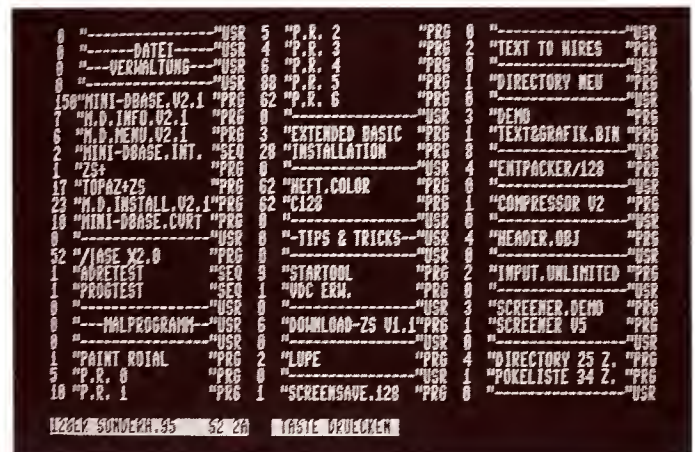 0 "----------------"USR
0 "------DATEI-----"USR
0 "---VERWALTUNG---"USR
0 "----------------"USR
150"MINI-DBASE.V2.1 "PRG
7 "M.D.INFO.V2.1 "PRG
6 "M.D.MENU.V2.1 "PRG
2 "MINI-DBASE.INT. "SEQ
1 "ZS+ "PRG
17 "TOPAZ+ZS "PRG
23 "M.D.INSTALL.V2.1"PRG
18 "MINI-DBASE.CVRT "PRG
0 "----------------"USR
52 "/IASE X2.0 "PRG
1 "ADRETEST "SEQ
1 "PROGTEST "SEQ
0 "----------------"USR
0 "---MALPROGRAMM--"USR
0 "----------------"USR
1 "PAINT ROIAL "PRG
5 "P.R. 0 "PRG
10 "P.R. 1 "PRG
5 "P.R. 2 "PRG
4 "P.R. 3 "PRG
6 "P.R. 4 "PRG
88 "P.R. 5 "PRG
62 "P.R. 6 "PRG
0 "----------------"USR
3 "EXTENDED BASIC "PRG
28 "INSTALLATION "PRG
0 "----------------"USR
62 "HEFT.COLOR "PRG
62 "C128 "PRG
0 "----------------"USR
0 "-TIPS & TRICKS--"USR
0 "----------------"USR
9 "STARTOOL "PRG
1 "VDC ERW. "PRG
0 "----------------"USR
6 "DOWNLOAD-ZS V1.1"PRG
0 "----------------"USR
2 "LUPE "PRG
0 "----------------"USR
1 "SCREENSAVE.128 "PRG
0 "----------------"USR
2 "TEXT TO HIRES "PRG
0 "----------------"USR
1 "DIRECTORY NEU "PRG
0 "----------------"USR
3 "DEMO "PRG
1 "TEXT&GRAFIK.BIN "PRG
0 "----------------"USR
4 "ENTPACKER/128 "PRG
0 "----------------"USR
1 "COMPRESSOR V2 "PRG
0 "----------------"USR
4 "HEADER.OBJ "PRG
0 "----------------"USR
2 "INPUT.UNLIMITED "PRG
0 "----------------"USR
3 "SCREENER.DEMO "PRG
1 "SCREENER V5 "PRG
0 "----------------"USR
4 "DIRECTORY 25 Z. "PRG
1 "POKELISTE 34 Z. "PRG
0 "----------------"USR
128ER SONDERH.95 S2 2A TASTE DRUECKEN